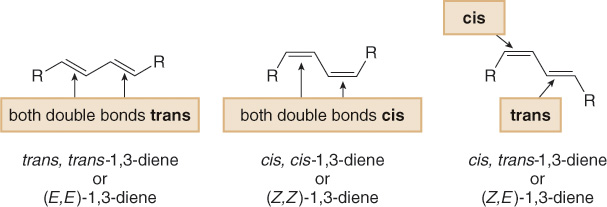 R
R
both double bonds trans
trans, trans-1,3-diene
or
(E,E)-1,3-diene
R
R
both double bonds cis
cis, cis-1,3-diene
or
(Z,Z)-1,3-diene
cis
R
R
trans
cis, trans-1,3-diene
or
(Z,E)-1,3-diene